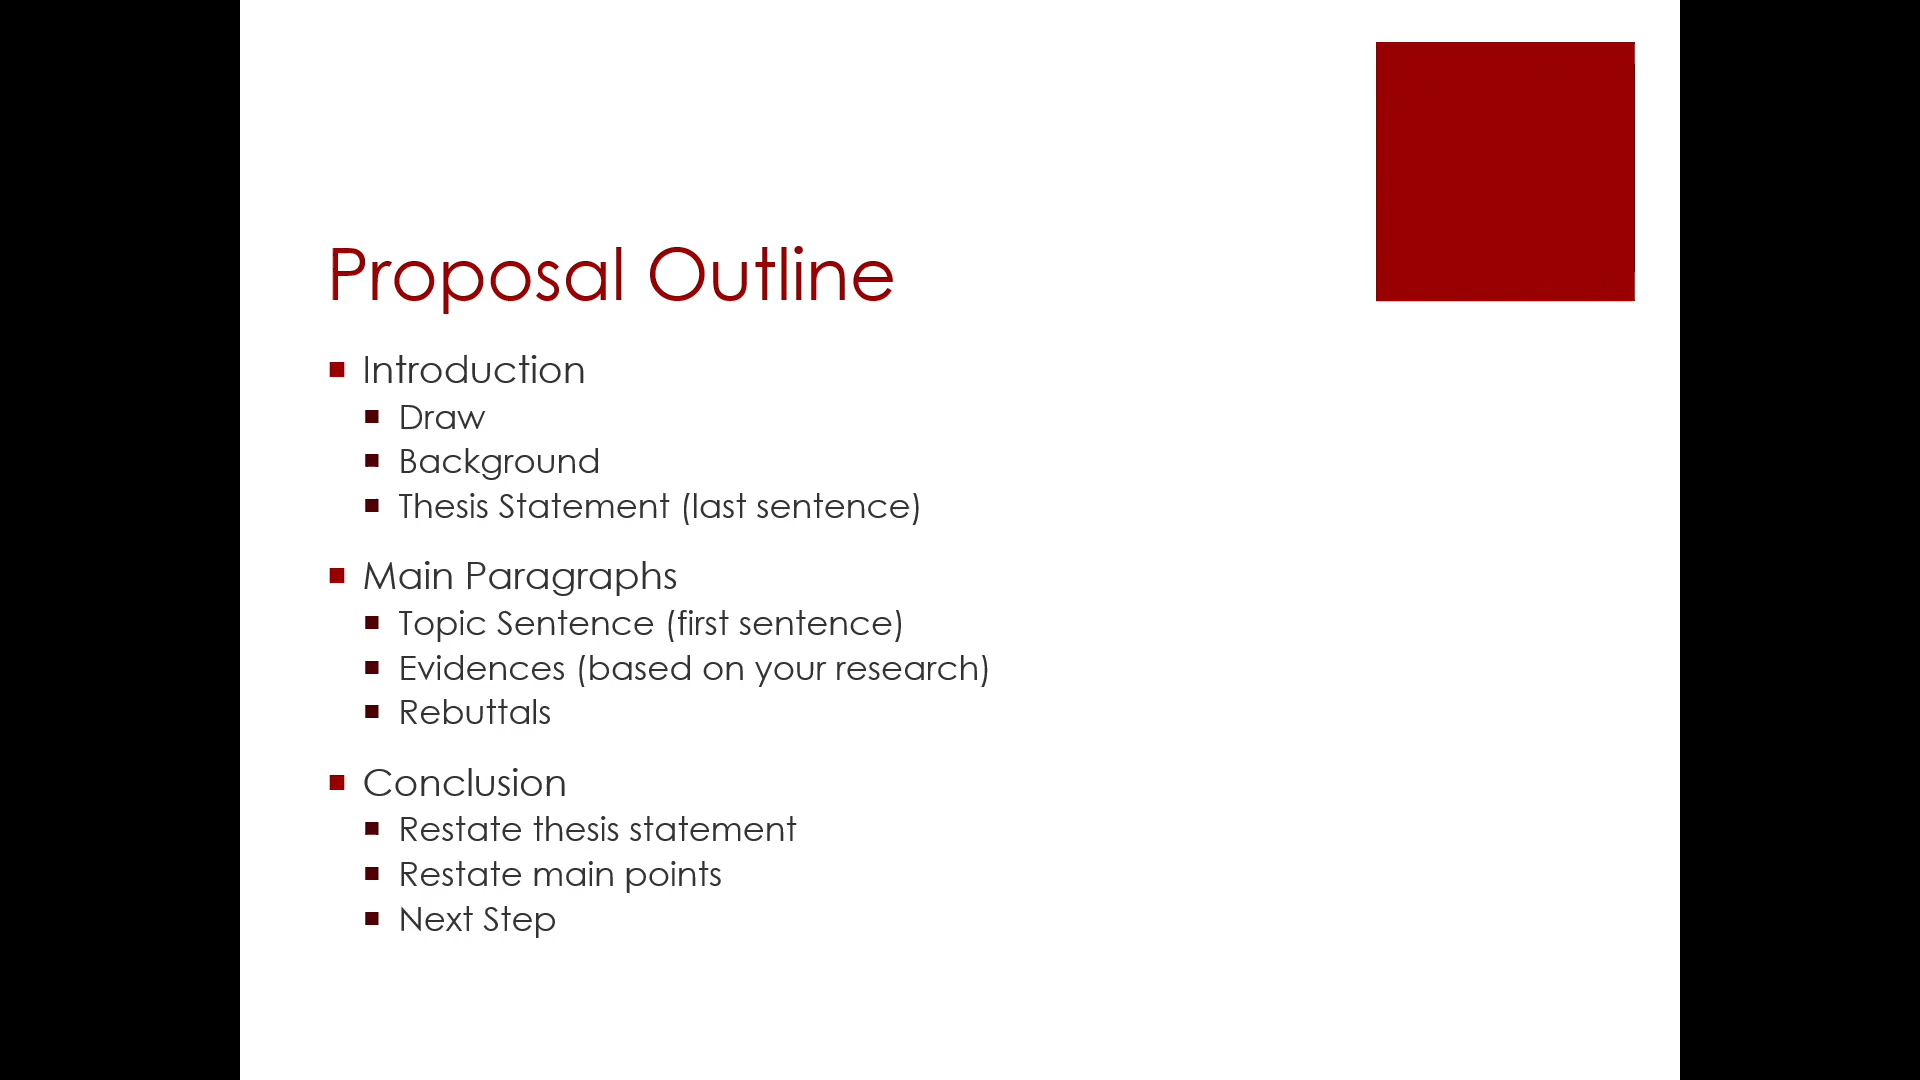 Proposal Outline
Introduction
Draw
Background
Thesis Statement (last sentence)
Main Paragraphs
Topic Sentence (first sentence)
Evidences (based on your research)
Rebuttals
Conclusion
Restate thesis statement
Restate main points
Next Step